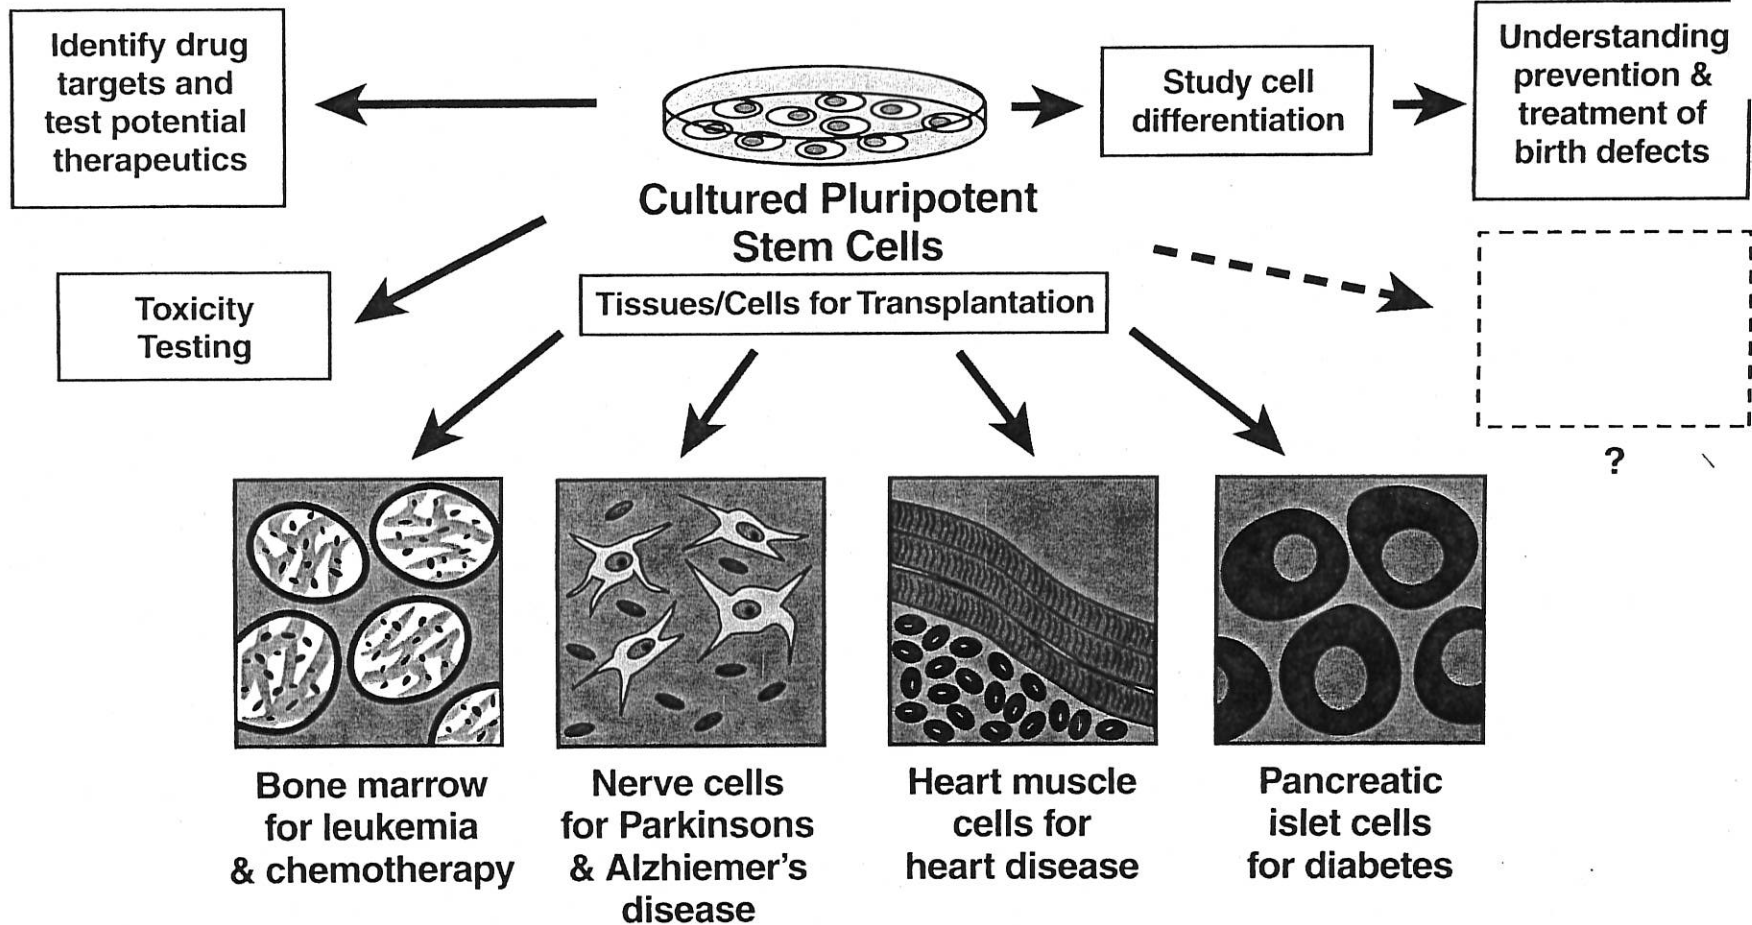 Identify drug
targets and
test potential
therapeutics
Cultured Pluripotent
Stem Cells
Study cell
differentiation
Understanding
prevention &
treatment of
birth defects
Toxicity
Testing
Tissues/Cells for Transplantation
?
Bone marrow
for leukemia
& chemotherapy
Nerve cells
for Parkinsons
& Alzhiemer's
disease
Heart muscle
cells for
heart disease
Pancreatic
islet cells
for diabetes